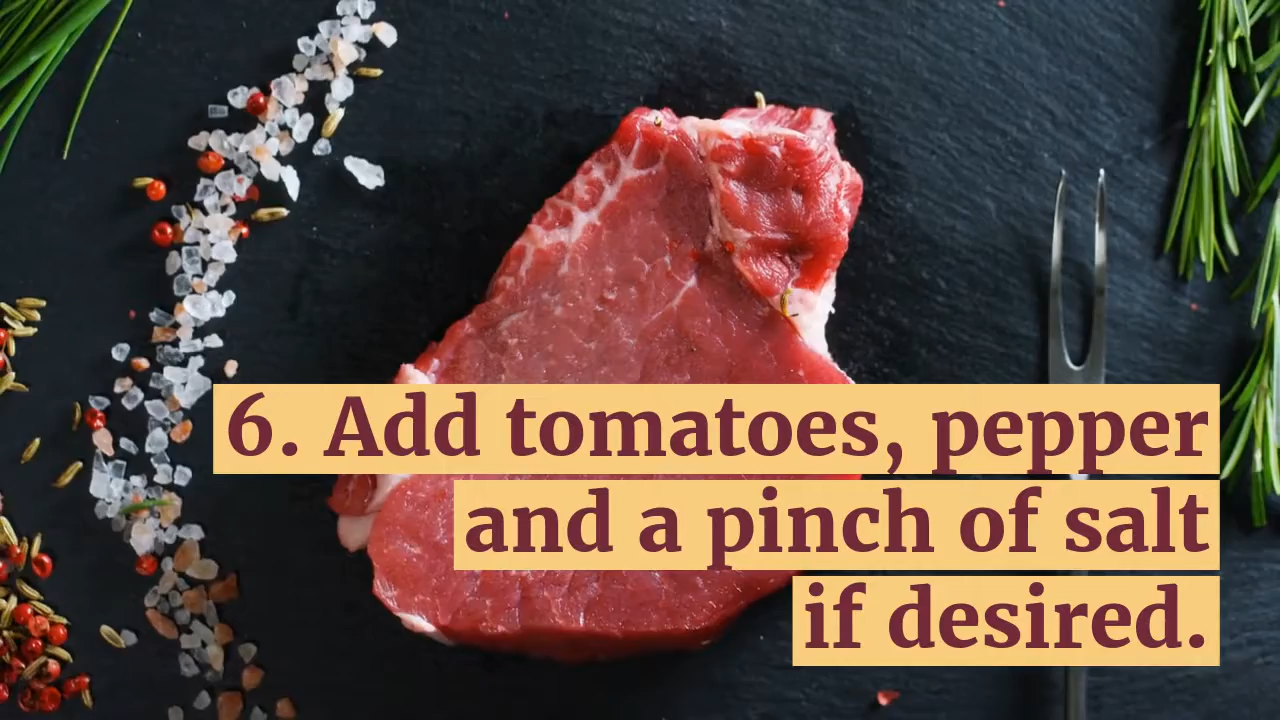 6. Add tomatoes, pepper
and a pinch of salt
if desired.